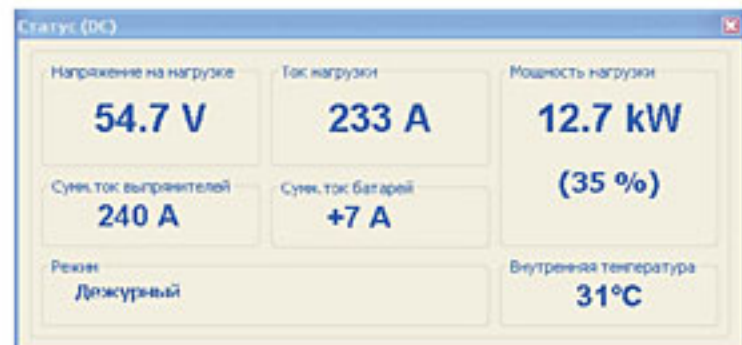 Статус (DC)
Напряжение на нагрузке
54.7 V
Ток нагрузки
233 A
Мощность нагрузки
12.7 kW
(35 %)
Сумм. ток выпрямителей
240 A
Сумм. ток батарей
+7 A
Режим
Дежурный
Внутренняя температура
31°C